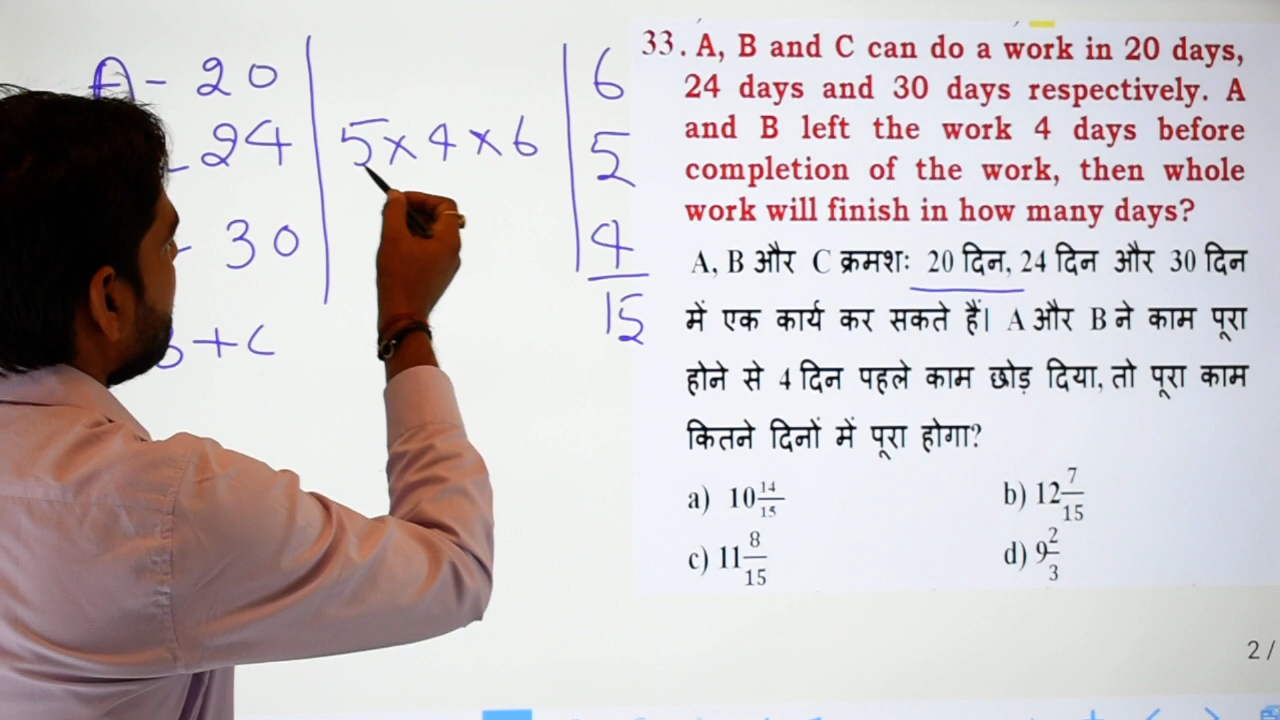 A - 20
- 24
- 30
+ C
5 × 4 × 6
6
5
4
15
33. A, B and C can do a work in 20 days,
24 days and 30 days respectively. A
and B left the work 4 days before
completion of the work, then whole
work will finish in how many days?
A, B और C क्रमशः 20 दिन, 24 दिन और 30 दिन
में एक कार्य कर सकते हैं। A और B ने काम पूरा
होने से 4 दिन पहले काम छोड़ दिया, तो पूरा काम
कितने दिनों में पूरा होगा?
a) 10 14/15 b) 12 7/15
c) 11 8/15 d) 9 2/3
2 /